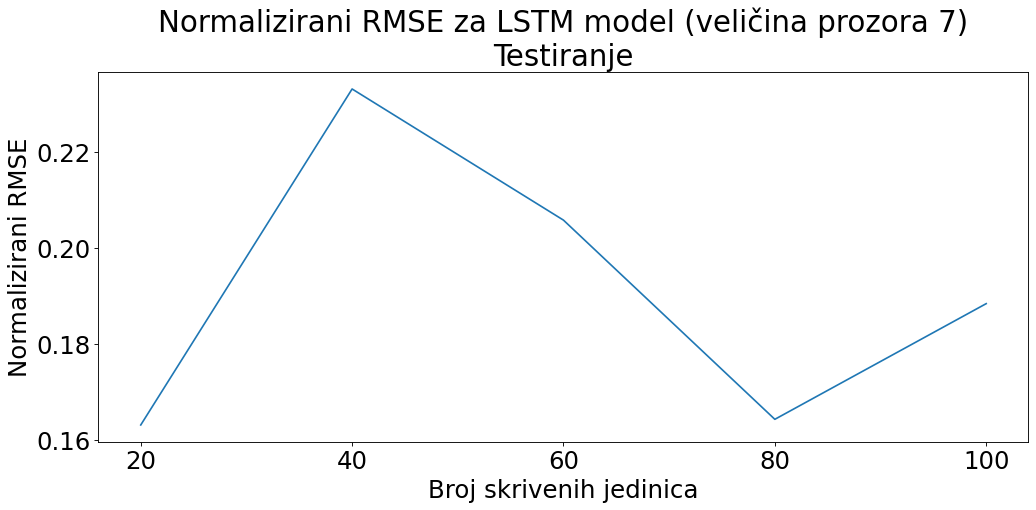 Normalizirani RMSE za LSTM model (veličina prozora 7)
Testiranje
Normalizirani RMSE
0.22
0.20
0.18
0.16
20 40 60 80 100
Broj skrivenih jedinica